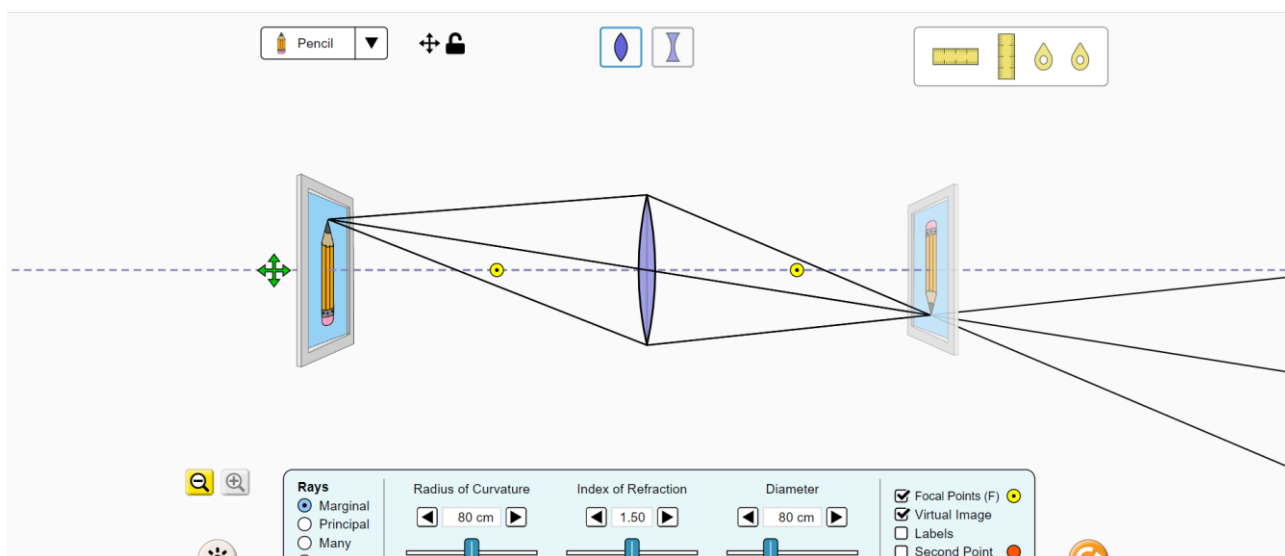 Pencil
Rays
Marginal
Principal
Many
Radius of Curvature
80 cm
Index of Refraction
1.50
Diameter
80 cm
Focal Points (F)
Virtual Image
Labels
Second Point